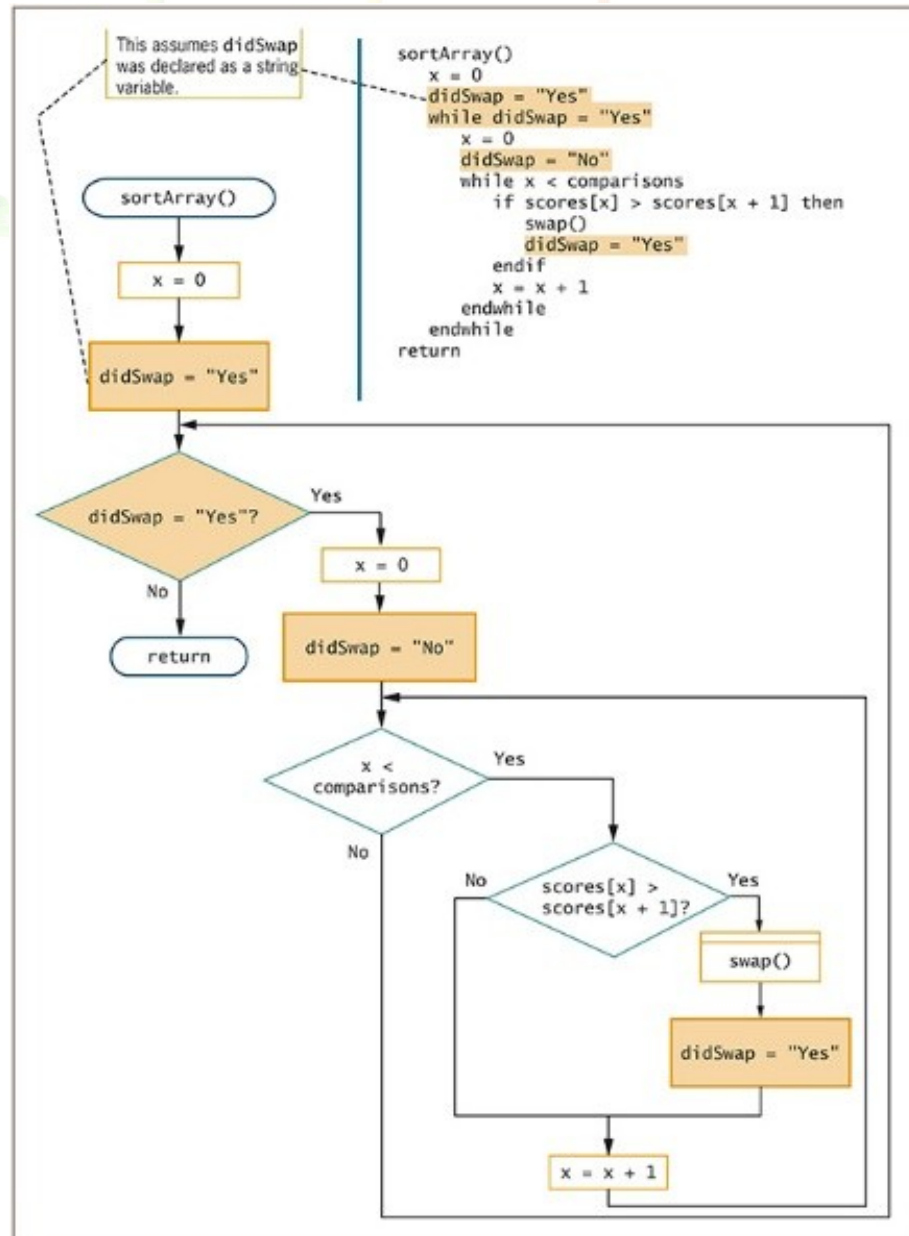 This assumes didSwap
was declared as a string
variable.
sortArray()
x = 0
didSwap = "Yes"
while didSwap = "Yes"
x = 0
didSwap = "No"
while x < comparisons
if scores[x] > scores[x + 1] then
swap()
didSwap = "Yes"
endif
x = x + 1
endwhile
endwhile
return
sortArray()
x = 0
didSwap = "Yes"
didSwap = "Yes"?
Yes
No
return
x = 0
didSwap = "No"
x <
comparisons?
Yes
No
scores[x] >
scores[x + 1]?
No
Yes
swap()
didSwap = "Yes"
x = x + 1